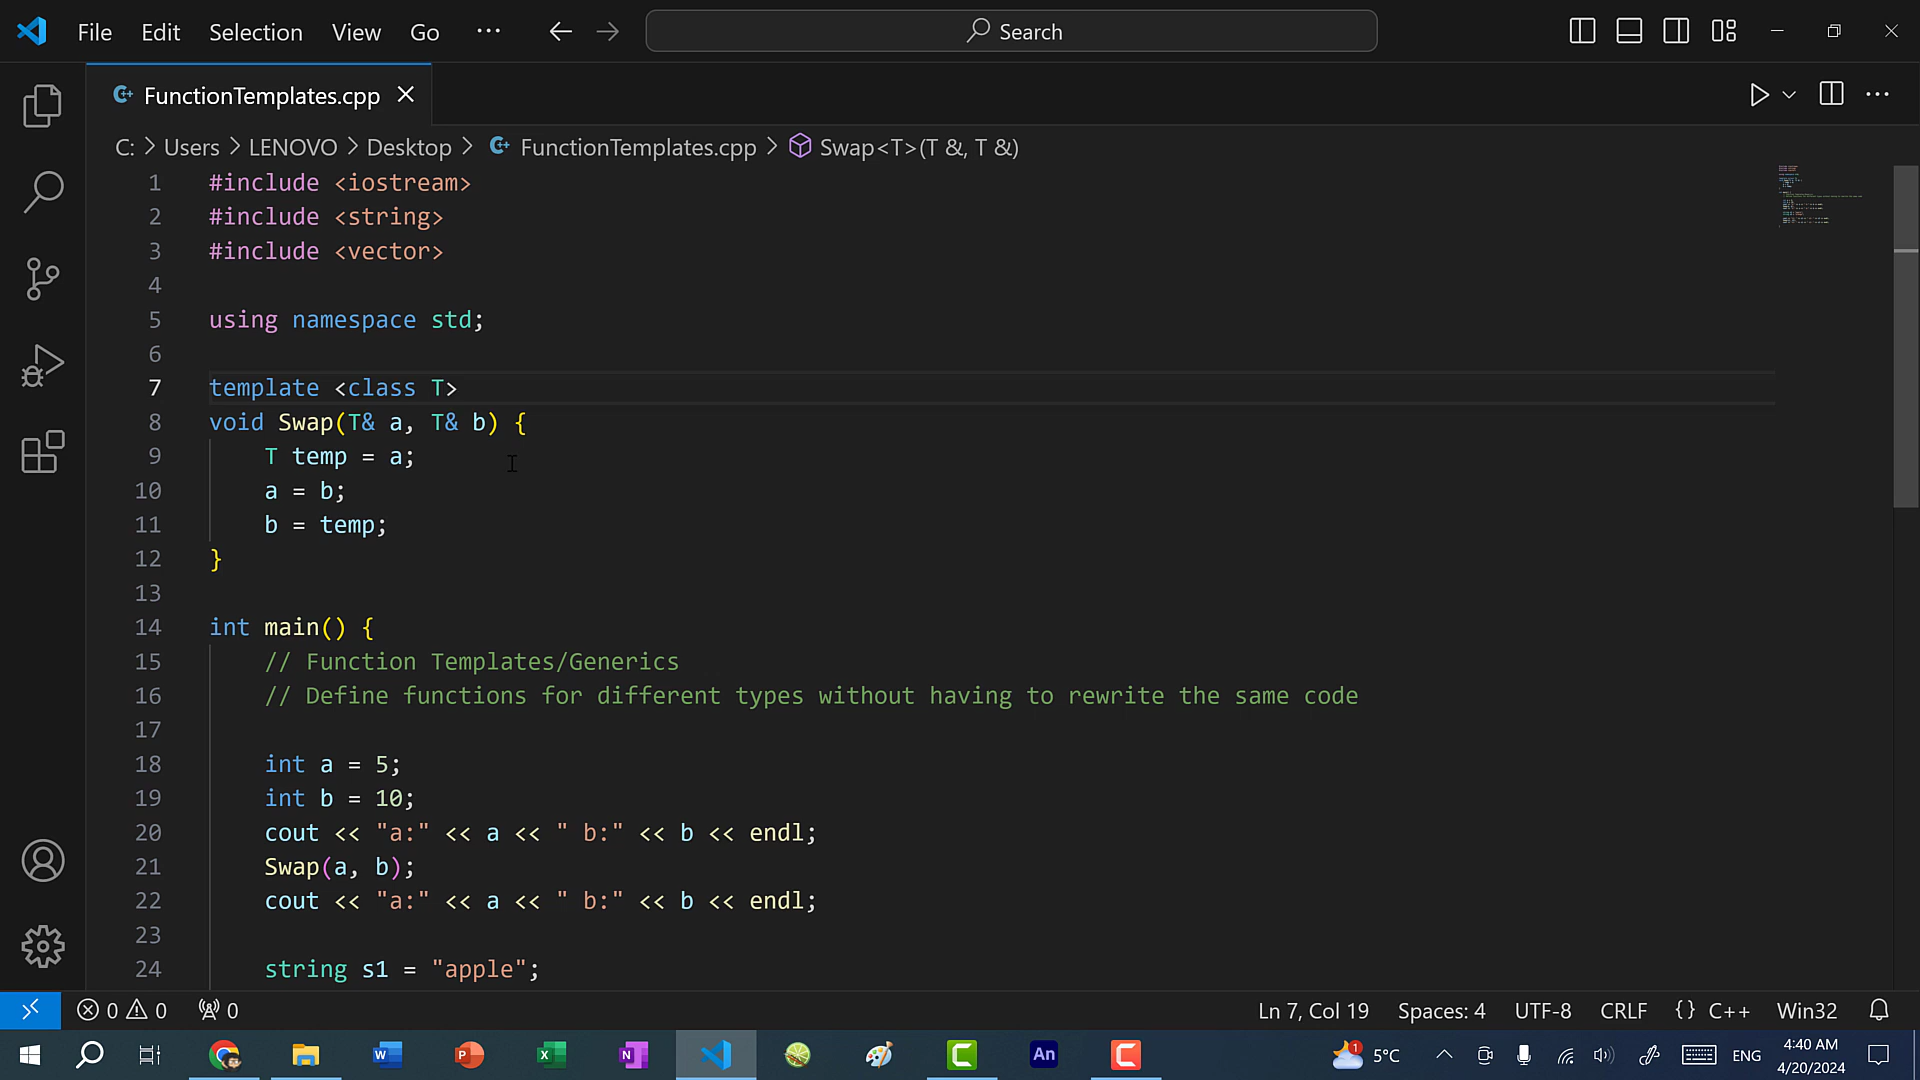 File Edit Selection View Go ··· Search
FunctionTemplates.cpp
C: > Users > LENOVO > Desktop > FunctionTemplates.cpp > Swap<T>(T &, T &)
1 #include <iostream>
2 #include <string>
3 #include <vector>
4
5 using namespace std;
6
7 template <class T>
8 void Swap(T& a, T& b) {
9 T temp = a;
10 a = b;
11 b = temp;
12 }
13
14 int main() {
15 // Function Templates/Generics
16 // Define functions for different types without having to rewrite the same code
17
18 int a = 5;
19 int b = 10;
20 cout << "a:" << a << " b:" << b << endl;
21 Swap(a, b);
22 cout << "a:" << a << " b:" << b << endl;
23
24 string s1 = "apple";
0 0 0 Ln 7, Col 19 Spaces: 4 UTF-8 CRLF {} C++ Win32
W P X N An C C 1 5°C ENG 4:40 AM
4/20/2024